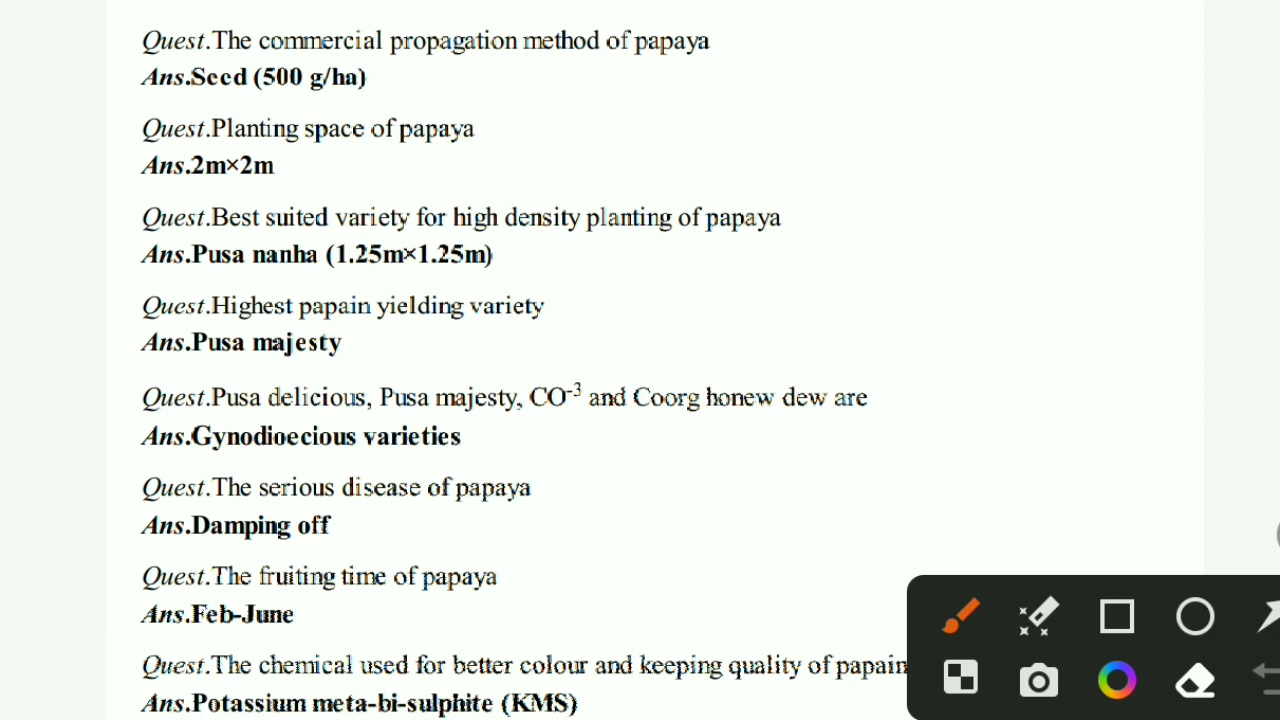 Quest.The commercial propagation method of papaya
Ans.Seed (500 g/ha)
Quest.Planting space of papaya
Ans.2m×2m
Quest.Best suited variety for high density planting of papaya
Ans.Pusa nanha (1.25m×1.25m)
Quest.Highest papain yielding variety
Ans.Pusa majesty
Quest.Pusa delicious, Pusa majesty, CO⁻³ and Coorg honew dew are
Ans.Gynodioecious varieties
Quest.The serious disease of papaya
Ans.Damping off
Quest.The fruiting time of papaya
Ans.Feb-June
Quest.The chemical used for better colour and keeping quality of papain
Ans.Potassium meta-bi-sulphite (KMS)